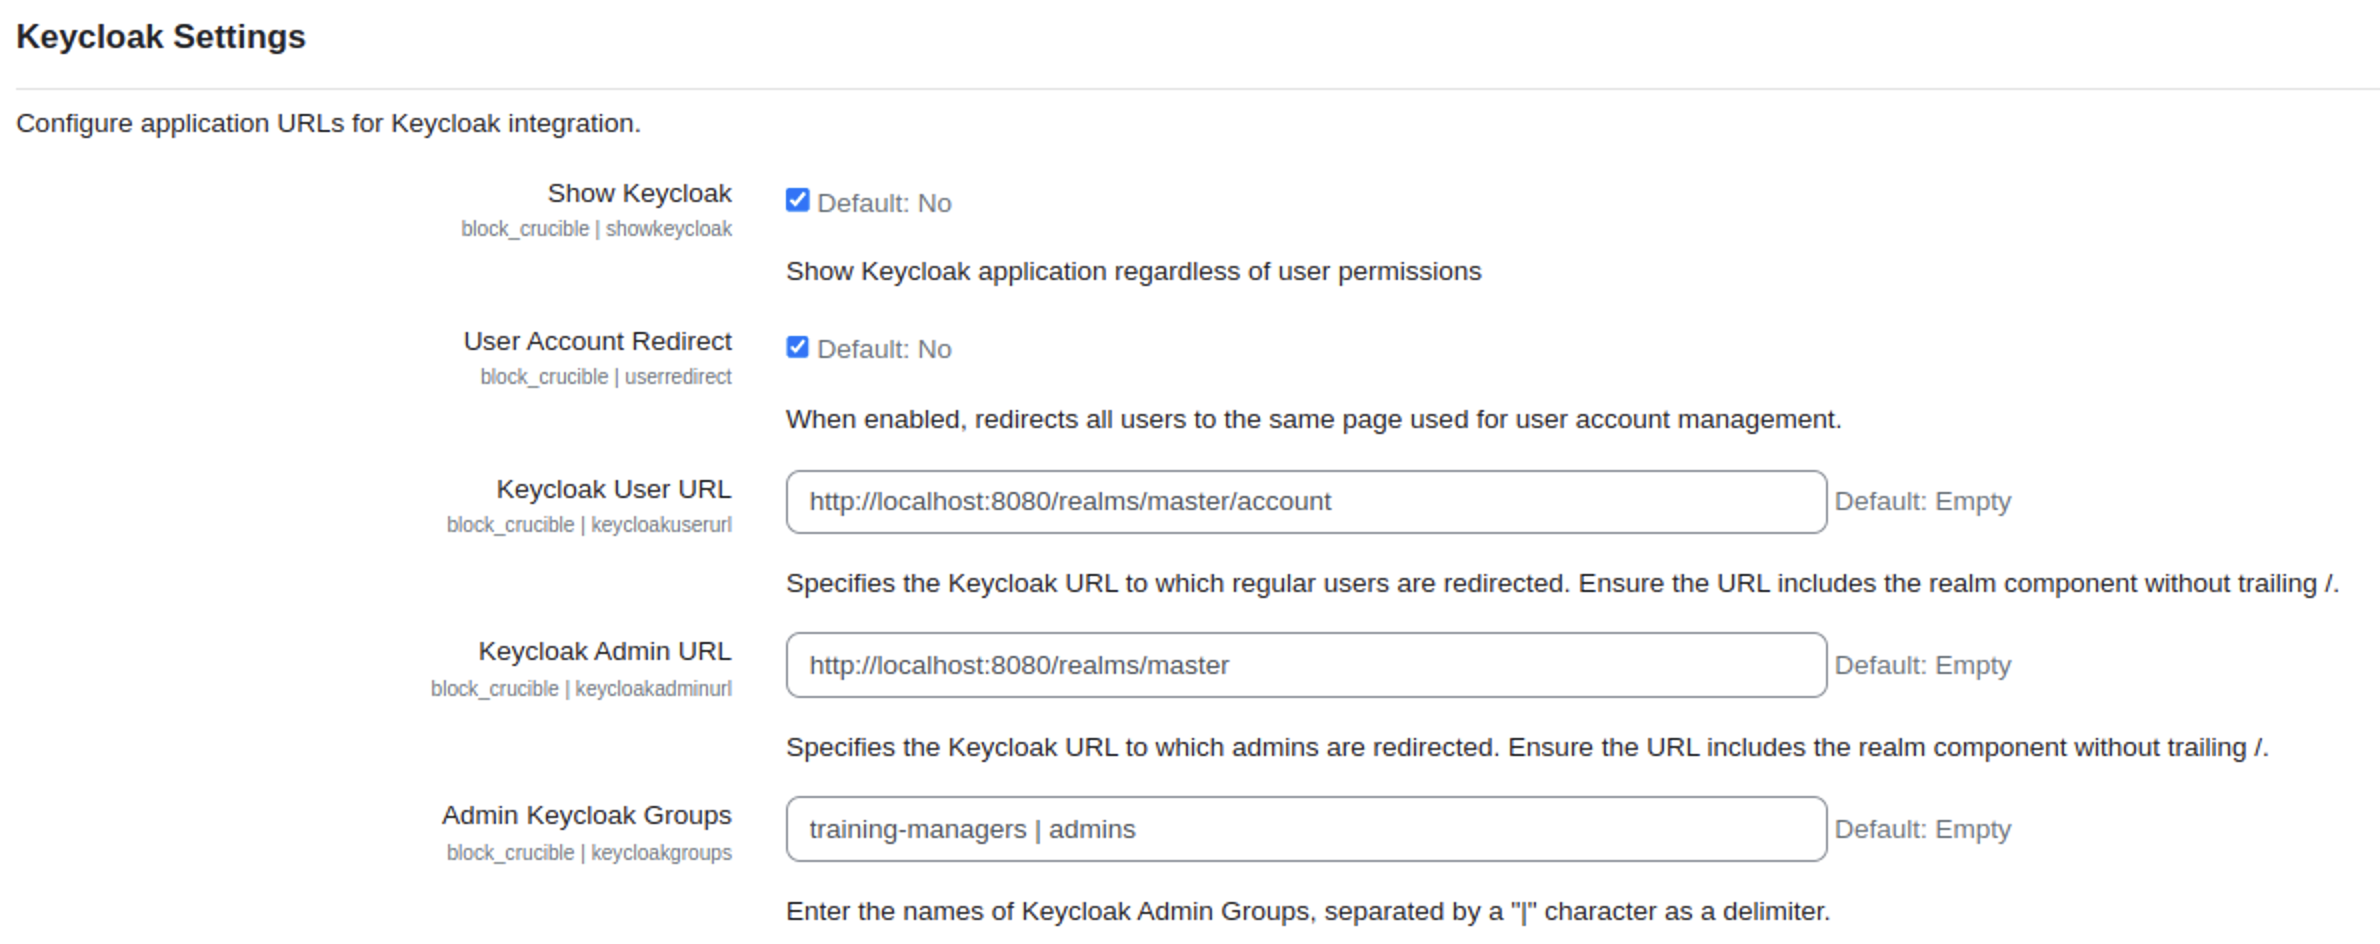 Keycloak Settings
Configure application URLs for Keycloak integration.
Show Keycloak
block_crucible | showkeycloak
Default: No
Show Keycloak application regardless of user permissions
User Account Redirect
block_crucible | userredirect
Default: No
When enabled, redirects all users to the same page used for user account management.
Keycloak User URL
block_crucible | keycloakuserurl
http://localhost:8080/realms/master/account
Default: Empty
Specifies the Keycloak URL to which regular users are redirected. Ensure the URL includes the realm component without trailing /.
Keycloak Admin URL
block_crucible | keycloakadminurl
http://localhost:8080/realms/master
Default: Empty
Specifies the Keycloak URL to which admins are redirected. Ensure the URL includes the realm component without trailing /.
Admin Keycloak Groups
block_crucible | keycloakgroups
training-managers | admins
Default: Empty
Enter the names of Keycloak Admin Groups, separated by a "|" character as a delimiter.